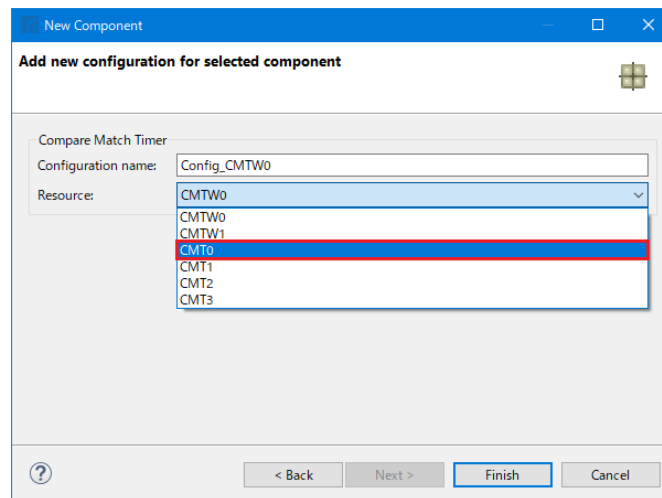 New Component
Add new configuration for selected component
Compare Match Timer
Configuration name: Config_CMTW0
Resource: CMTW0
CMTW0
CMTW1
CMT0
CMT1
CMT2
CMT3
? < Back Next > Finish Cancel